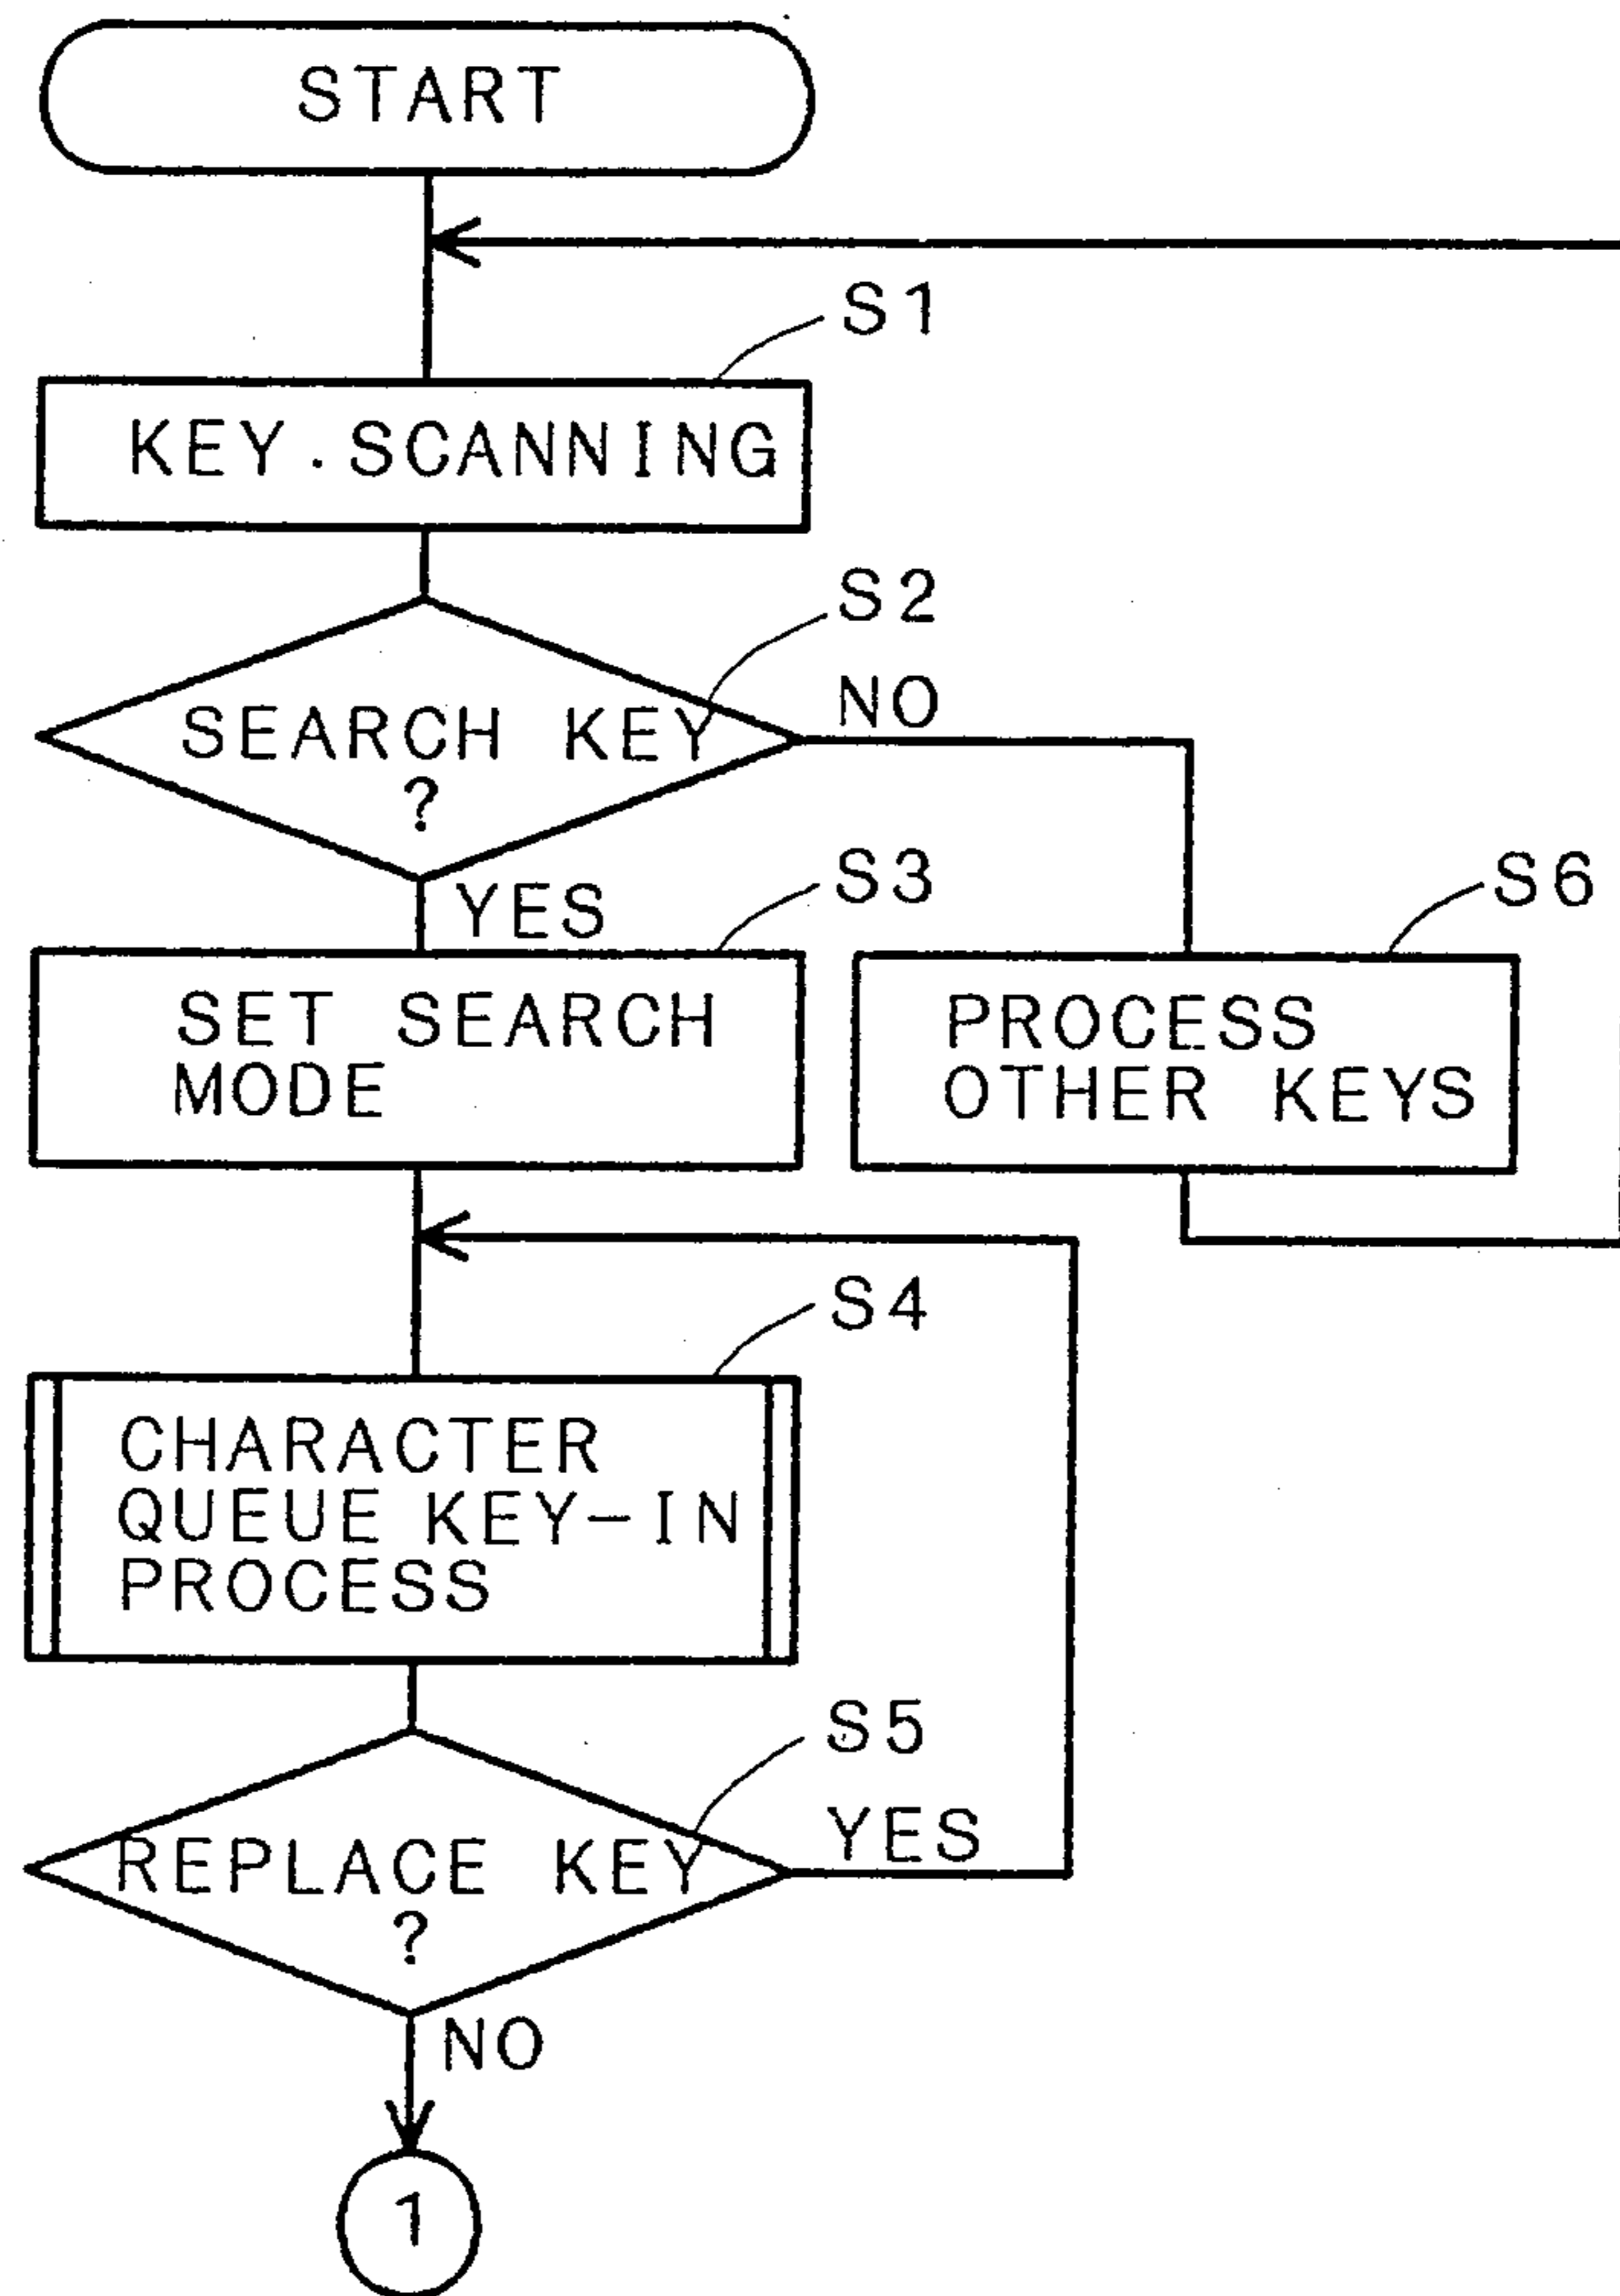 START
S1
KEY.SCANNING
S2
NO
SEARCH KEY
?
YES
S3
S6
SET SEARCH
MODE
PROCESS
OTHER KEYS
S4
CHARACTER
QUEUE KEY-IN
PROCESS
S5
YES
REPLACE KEY
?
NO
1